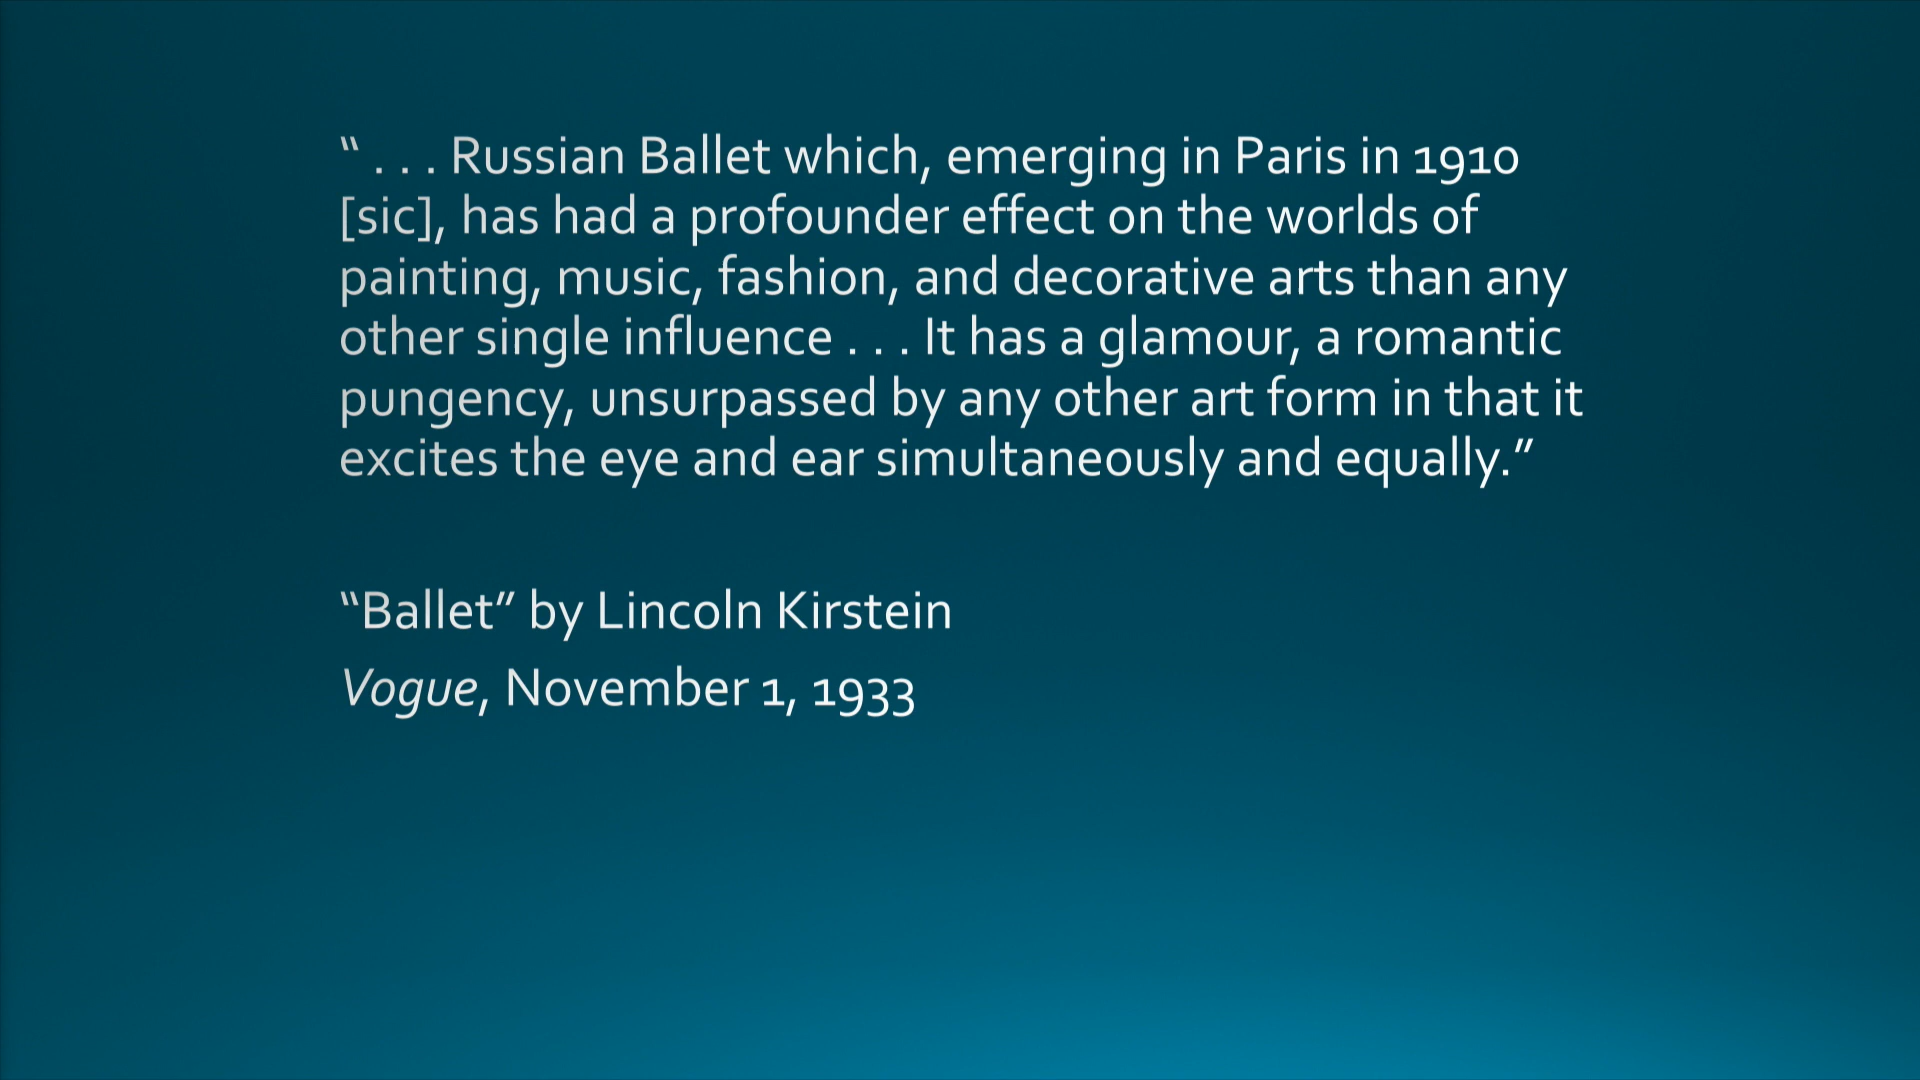 “ . . . Russian Ballet which, emerging in Paris in 1910
[sic], has had a profounder effect on the worlds of
painting, music, fashion, and decorative arts than any
other single influence . . . It has a glamour, a romantic
pungency, unsurpassed by any other art form in that it
excites the eye and ear simultaneously and equally.”
“Ballet” by Lincoln Kirstein
Vogue, November 1, 1933